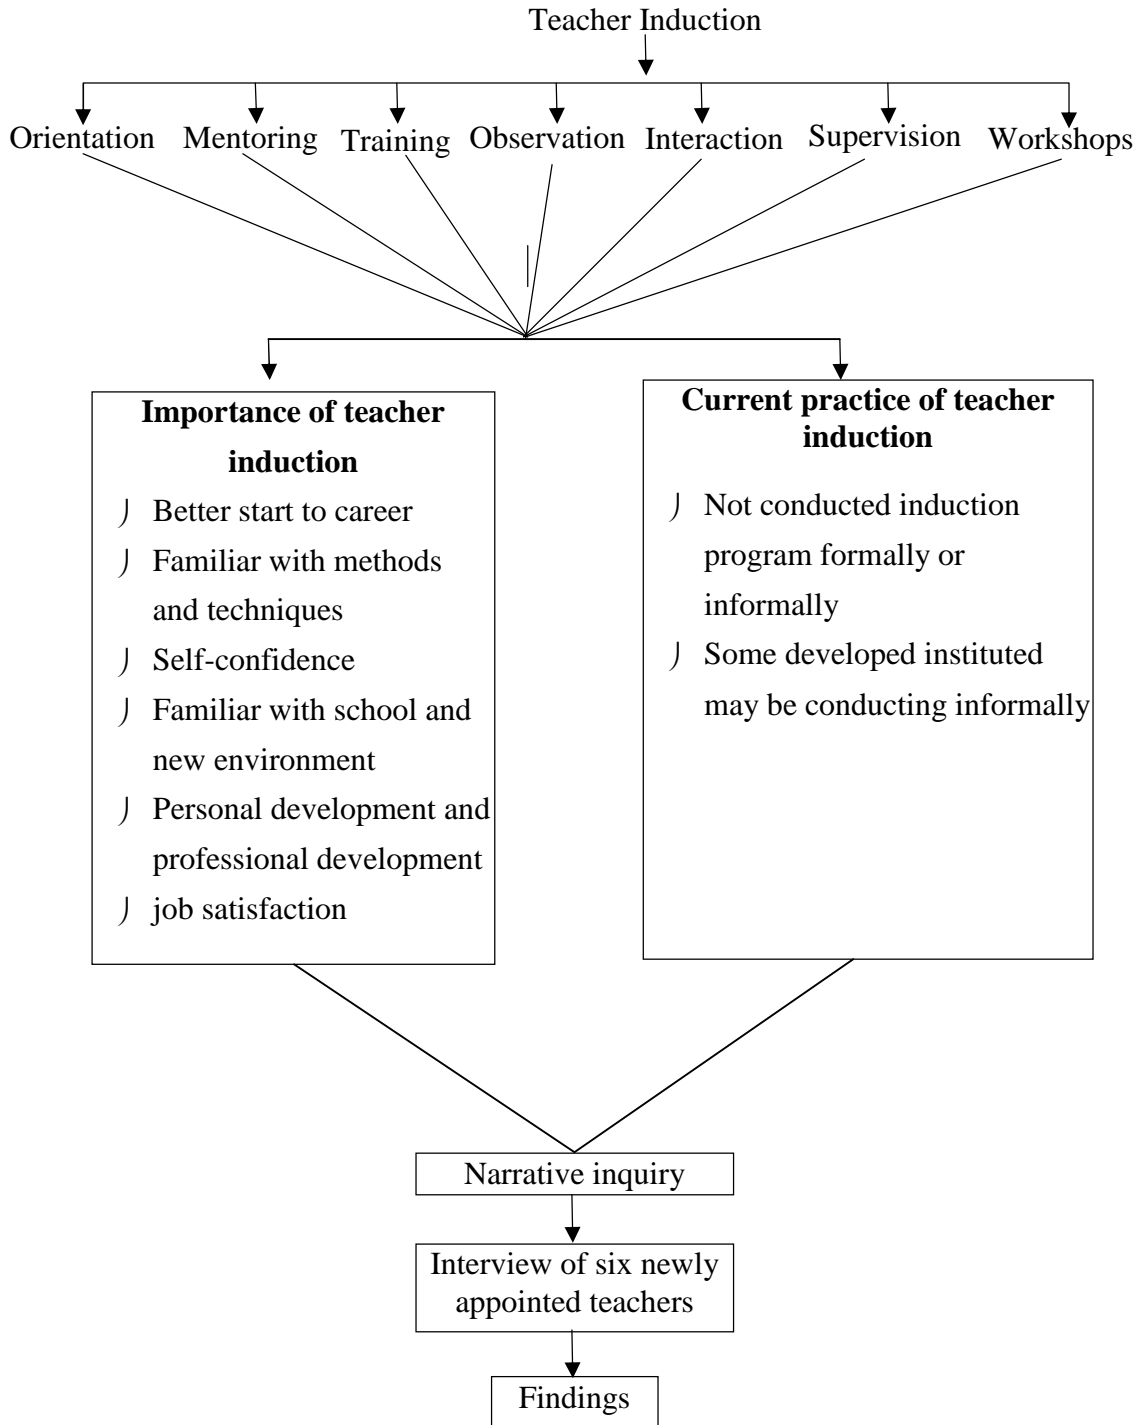 Teacher Induction
Orientation Mentoring Training Observation Interaction Supervision Workshops
Importance of teacher
induction
Better start to career
Familiar with methods
and techniques
Self-confidence
Familiar with school and
new environment
Personal development and
professional development
job satisfaction
Current practice of teacher
induction
Not conducted induction
program formally or
informally
Some developed instituted
may be conducting informally
Narrative inquiry
Interview of six newly
appointed teachers
Findings